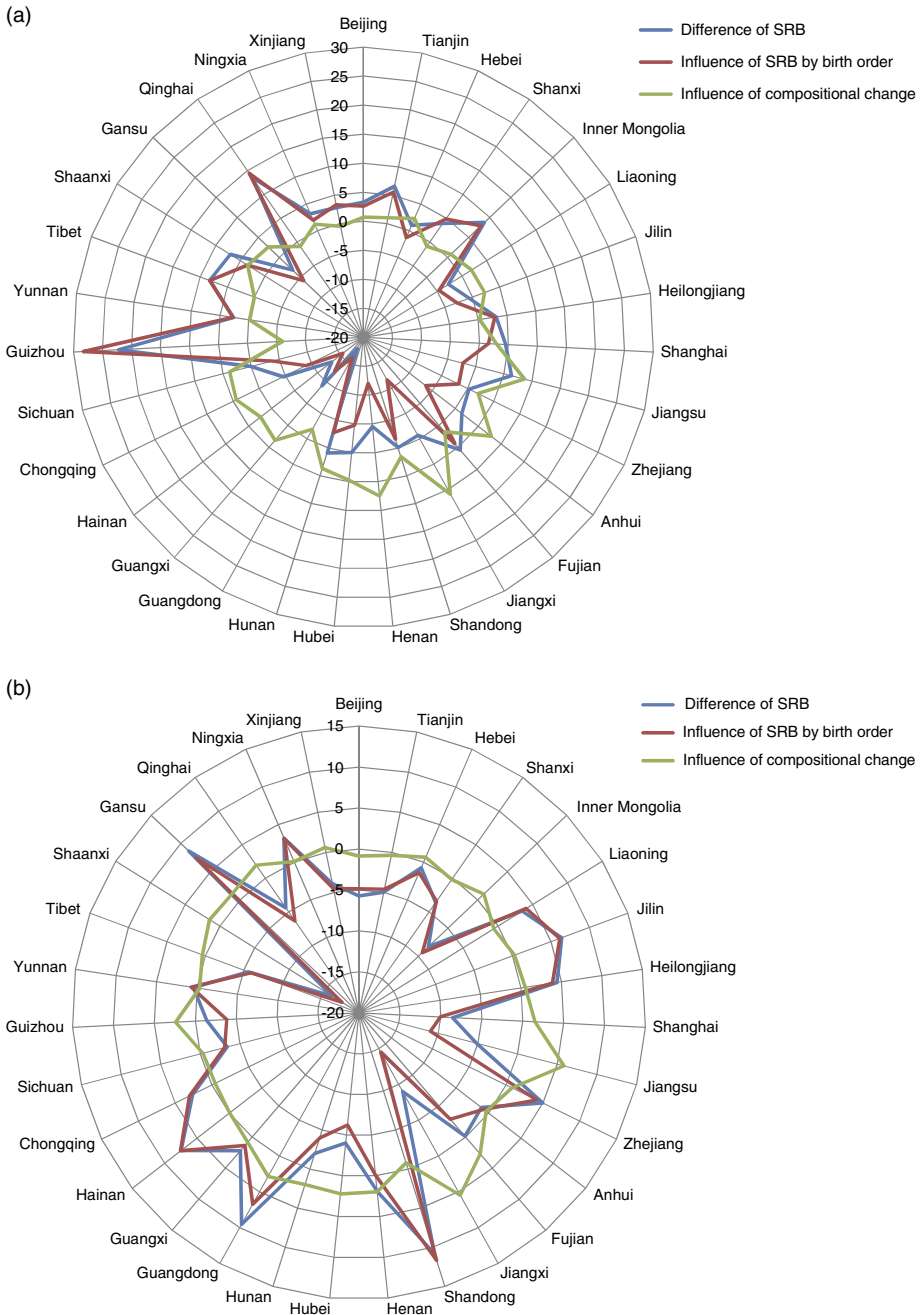 (a)
Difference of SRB
Influence of SRB by birth order
Influence of compositional change
Beijing
Tianjin
Hebei
Shanxi
Inner Mongolia
Liaoning
Jilin
Heilongjiang
Shanghai
Jiangsu
Zhejiang
Anhui
Fujian
Jiangxi
Shandong
Henan
Hubei
Hunan
Guangdong
Guangxi
Hainan
Chongqing
Sichuan
Guizhou
Yunnan
Tibet
Shaanxi
Gansu
Qinghai
Ningxia
Xinjiang
30
25
20
15
10
5
0
-5
-10
-15
-20
(b)
Difference of SRB
Influence of SRB by birth order
Influence of compositional change
Beijing
Tianjin
Hebei
Shanxi
Inner Mongolia
Liaoning
Jilin
Heilongjiang
Shanghai
Jiangsu
Zhejiang
Anhui
Fujian
Jiangxi
Shandong
Henan
Hubei
Hunan
Guangdong
Guangxi
Hainan
Chongqing
Sichuan
Guizhou
Yunnan
Tibet
Shaanxi
Gansu
Qinghai
Ningxia
Xinjiang
15
10
5
0
-5
-10
-15
-20